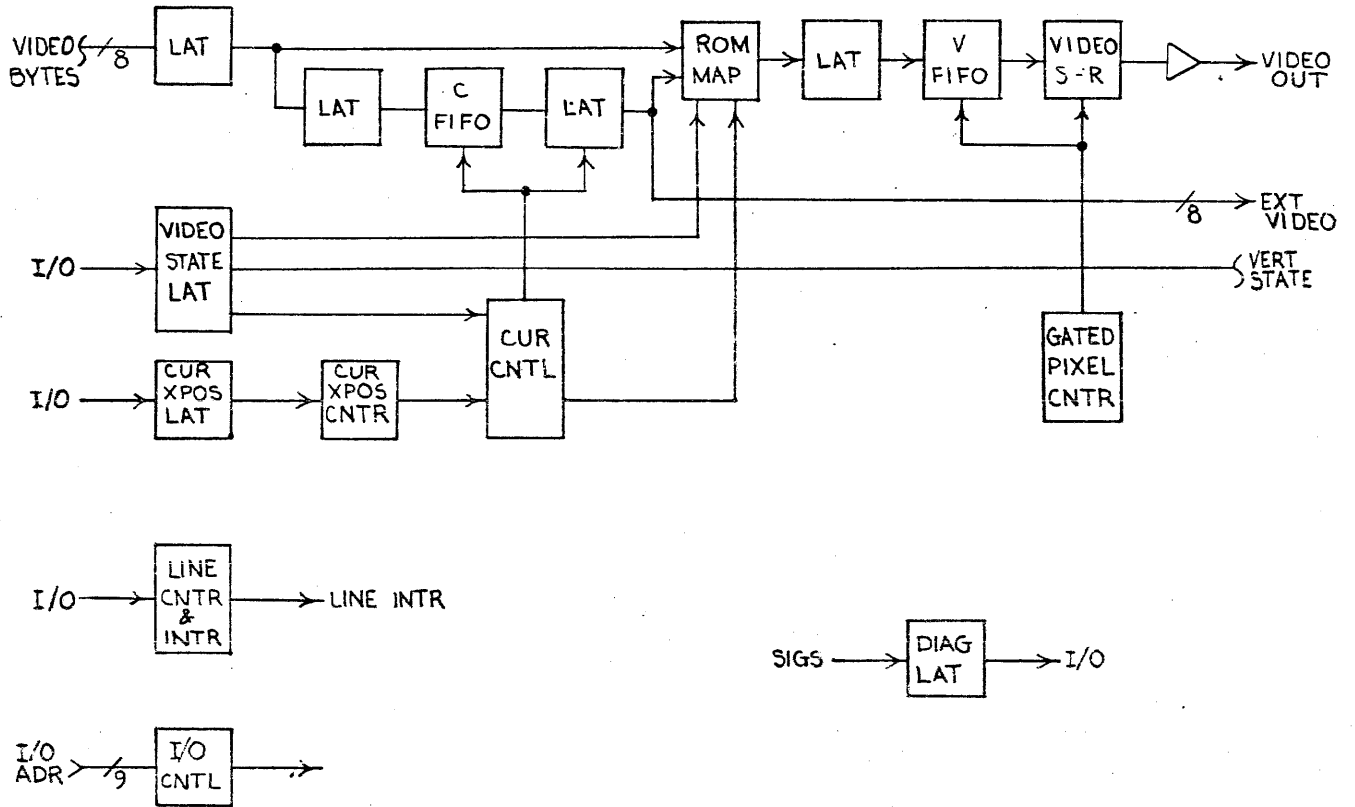 VIDEO
BYTES
8
LAT
LAT
C
FIFO
LAT
ROM
MAP
LAT
V
FIFO
VIDEO
S-R
VIDEO
OUT
8
EXT
VIDEO
I/O
VIDEO
STATE
LAT
VERT
STATE
I/O
CUR
XPOS
LAT
CUR
XPOS
CNTR
CUR
CNTL
GATED
PIXEL
CNTR
I/O
LINE
CNTR
&
INTR
LINE INTR
SIGS
DIAG
LAT
I/O
I/O
ADR
9
I/O
CNTL